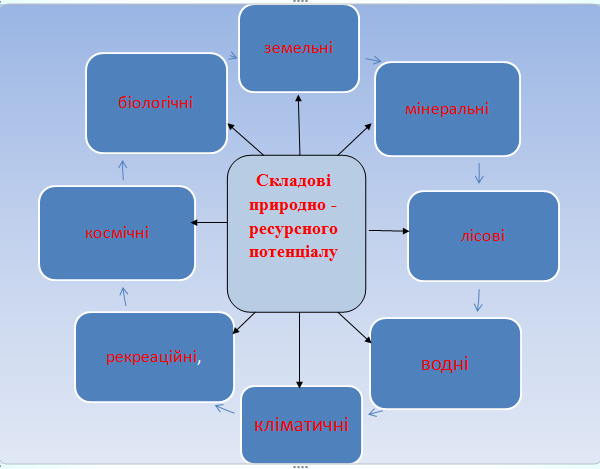 Складові
природно -
ресурсного
потенціалу
земельні
мінеральні
лісові
водні
кліматичні
рекреаційні,
космічні
біологічні